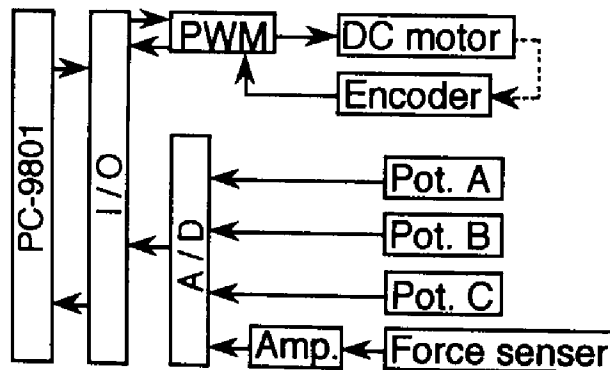 PWM
DC motor
Encoder
PC-9801
I/O
A/D
Pot. A
Pot. B
Pot. C
Amp.
Force senser